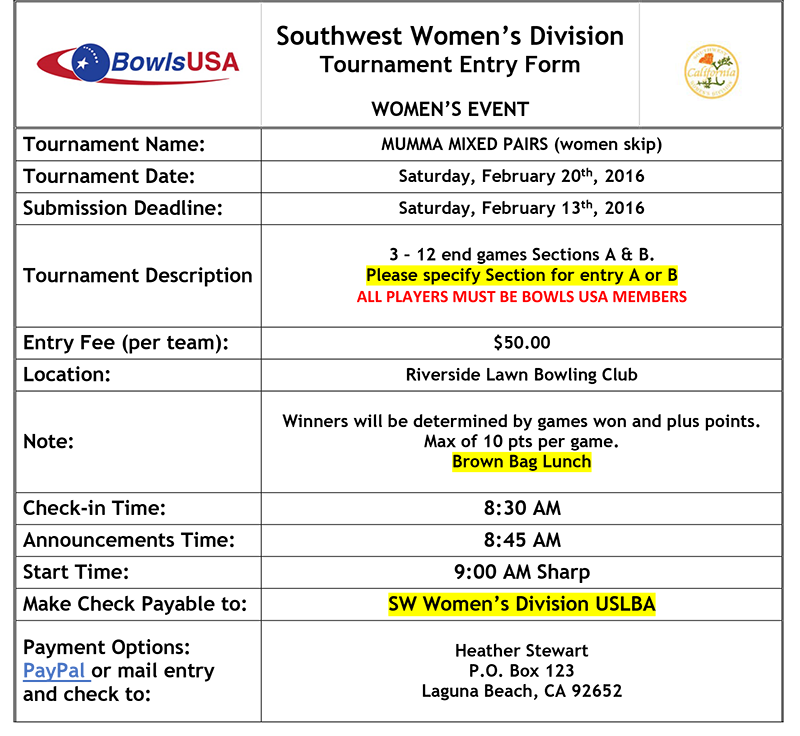 BowlsUSA
Southwest Women’s Division
Tournament Entry Form
WOMEN’S EVENT
California
Tournament Name:
MUMMA MIXED PAIRS (women skip)
Tournament Date:
Saturday, February 20th, 2016
Submission Deadline:
Saturday, February 13th, 2016
Tournament Description
3 – 12 end games Sections A & B.
Please specify Section for entry A or B
ALL PLAYERS MUST BE BOWLS USA MEMBERS
Entry Fee (per team):
$50.00
Location:
Riverside Lawn Bowling Club
Note:
Winners will be determined by games won and plus points.
Max of 10 pts per game.
Brown Bag Lunch
Check-in Time:
8:30 AM
Announcements Time:
8:45 AM
Start Time:
9:00 AM Sharp
Make Check Payable to:
SW Women’s Division USLBA
Payment Options:
PayPal or mail entry
and check to:
Heather Stewart
P.O. Box 123
Laguna Beach, CA 92652